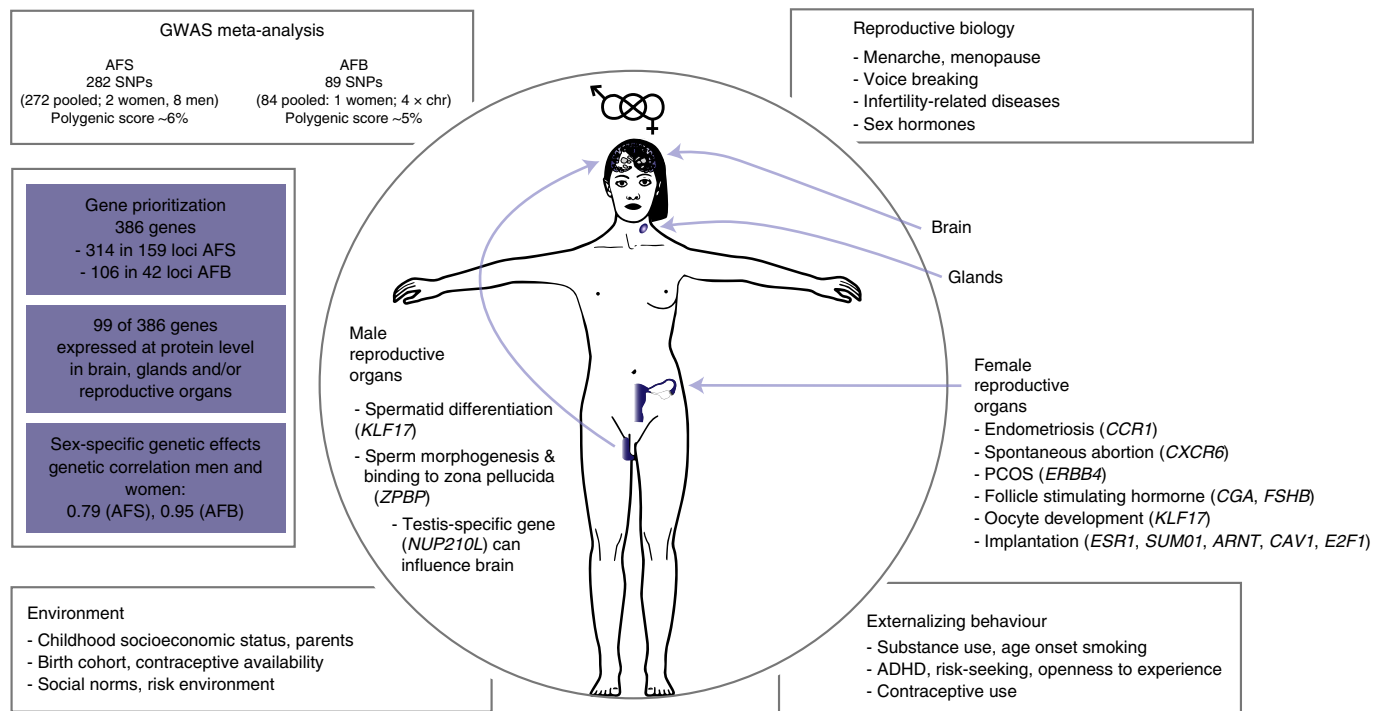 GWAS meta-analysis
AFS
282 SNPs
(272 pooled; 2 women, 8 men)
Polygenic score ~6%
AFB
89 SNPs
(84 pooled: 1 women; 4 × chr)
Polygenic score ~5%
Reproductive biology
- Menarche, menopause
- Voice breaking
- Infertility-related diseases
- Sex hormones
Gene prioritization
386 genes
- 314 in 159 loci AFS
- 106 in 42 loci AFB
99 of 386 genes
expressed at protein level
in brain, glands and/or
reproductive organs
Sex-specific genetic effects
genetic correlation men and
women:
0.79 (AFS), 0.95 (AFB)
Brain
Glands
Male
reproductive
organs
- Spermatid differentiation
(KLF17)
- Sperm morphogenesis &
binding to zona pellucida
(ZPBP)
- Testis-specific gene
(NUP210L) can
influence brain
Female
reproductive
organs
- Endometriosis (CCR1)
- Spontaneous abortion (CXCR6)
- PCOS (ERBB4)
- Follicle stimulating hormorne (CGA, FSHB)
- Oocyte development (KLF17)
- Implantation (ESR1, SUM01, ARNT, CAV1, E2F1)
Environment
- Childhood socioeconomic status, parents
- Birth cohort, contraceptive availability
- Social norms, risk environment
Externalizing behaviour
- Substance use, age onset smoking
- ADHD, risk-seeking, openness to experience
- Contraceptive use